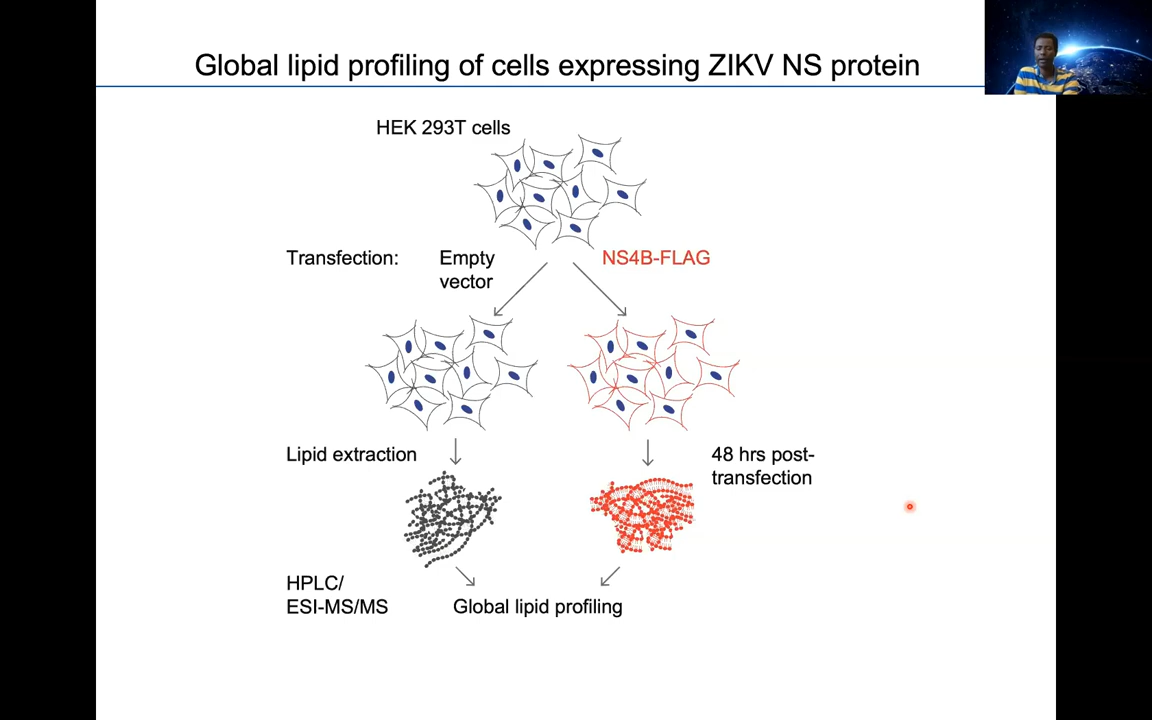 Global lipid profiling of cells expressing ZIKV NS protein
HEK 293T cells
Transfection:
Empty
vector
NS4B-FLAG
Lipid extraction
48 hrs post-
transfection
HPLC/
ESI-MS/MS
Global lipid profiling